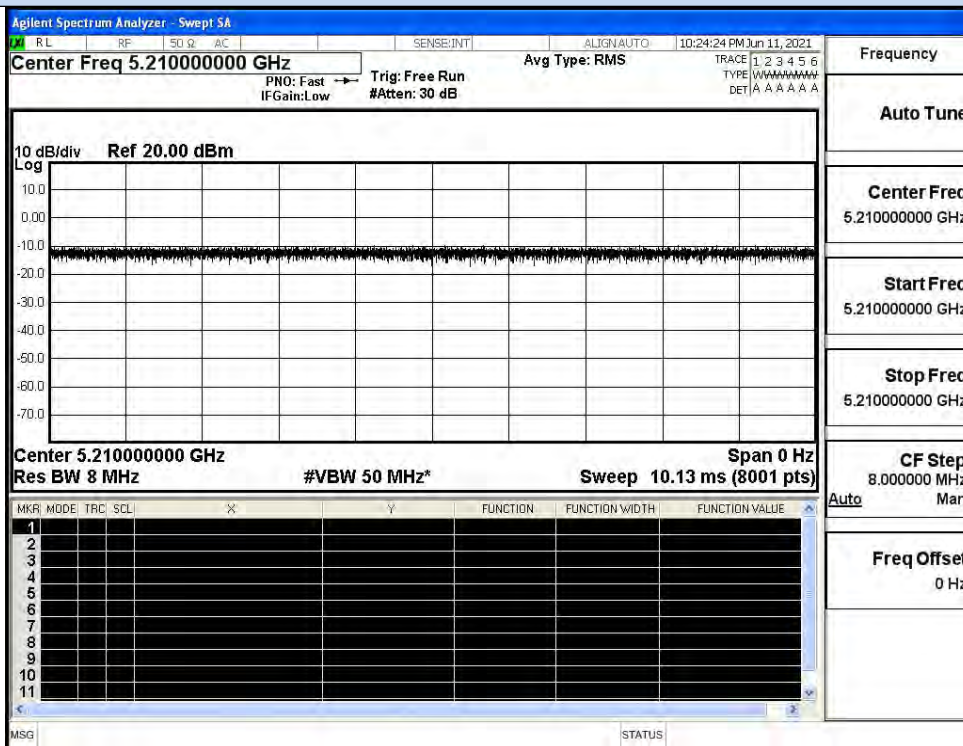 Agilent Spectrum Analyzer - Swept SA
LXI RL RF 50 Ω AC SENSE:INT ALIGN AUTO 10:24:24 PM Jun 11, 2021
Center Freq 5.210000000 GHz
PNO: Fast
IFGain:Low
Trig: Free Run
#Atten: 30 dB
Avg Type: RMS
TRACE 1 2 3 4 5 6
TYPE WWWWWW
DET A A A A A A
10 dB/div Ref 20.00 dBm
Log
10.0
0.00
-10.0
-20.0
-30.0
-40.0
-50.0
-60.0
-70.0
Center 5.210000000 GHz Span 0 Hz
Res BW 8 MHz #VBW 50 MHz* Sweep 10.13 ms (8001 pts)
MKR MODE TRC SCL X Y FUNCTION FUNCTION WIDTH FUNCTION VALUE
1
2
3
4
5
6
7
8
9
10
11
MSG STATUS
Frequency
Auto Tune
Center Freq
5.210000000 GHz
Start Freq
5.210000000 GHz
Stop Freq
5.210000000 GHz
CF Step
8.000000 MHz
Auto Man
Freq Offset
0 Hz